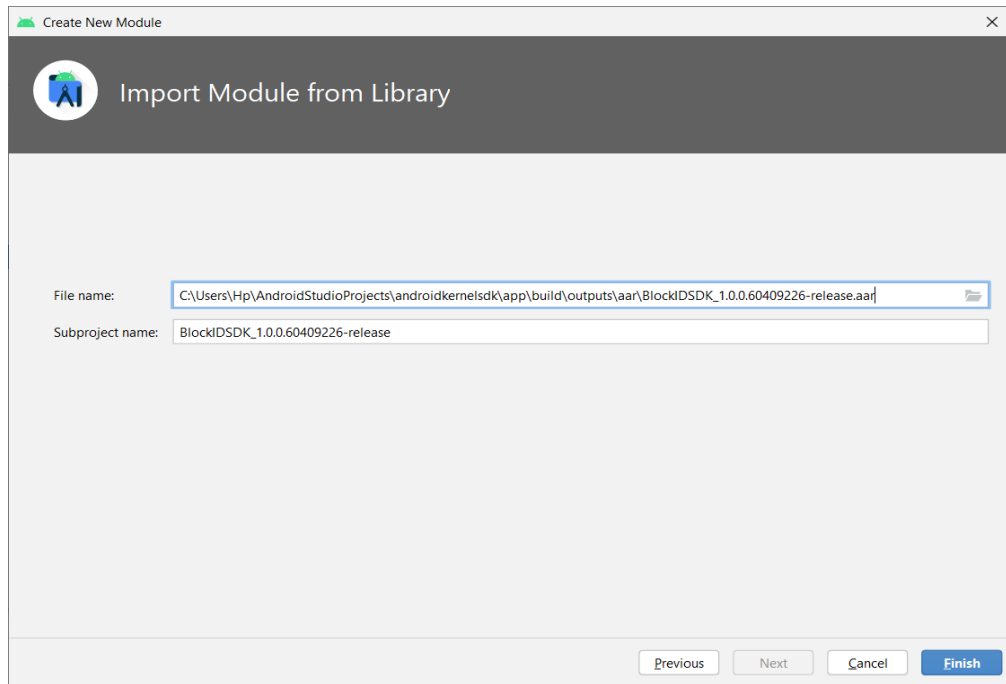 Create New Module
Import Module from Library
File name: C:\Users\Hp\AndroidStudioProjects\androidkernelsdk\app\build\outputs\aar\BlockIDSDK_1.0.0.60409226-release.aar
Subproject name: BlockIDSDK_1.0.0.60409226-release
Previous Next Cancel Finish